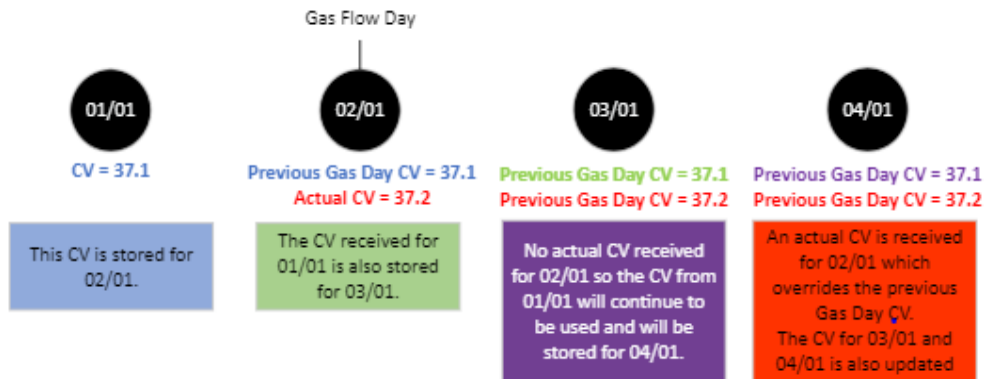 Gas Flow Day
01/01
02/01
03/01
04/01
CV = 37.1
Previous Gas Day CV = 37.1
Actual CV = 37.2
Previous Gas Day CV = 37.1
Previous Gas Day CV = 37.2
Previous Gas Day CV = 37.1
Previous Gas Day CV = 37.2
This CV is stored for
02/01.
The CV received for
01/01 is also stored
for 03/01.
No actual CV received
for 02/01 so the CV from
01/01 will continue to
be used and will be
stored for 04/01.
An actual CV is received
for 02/01 which
overrides the previous
Gas Day CV.
The CV for 03/01 and
04/01 is also updated